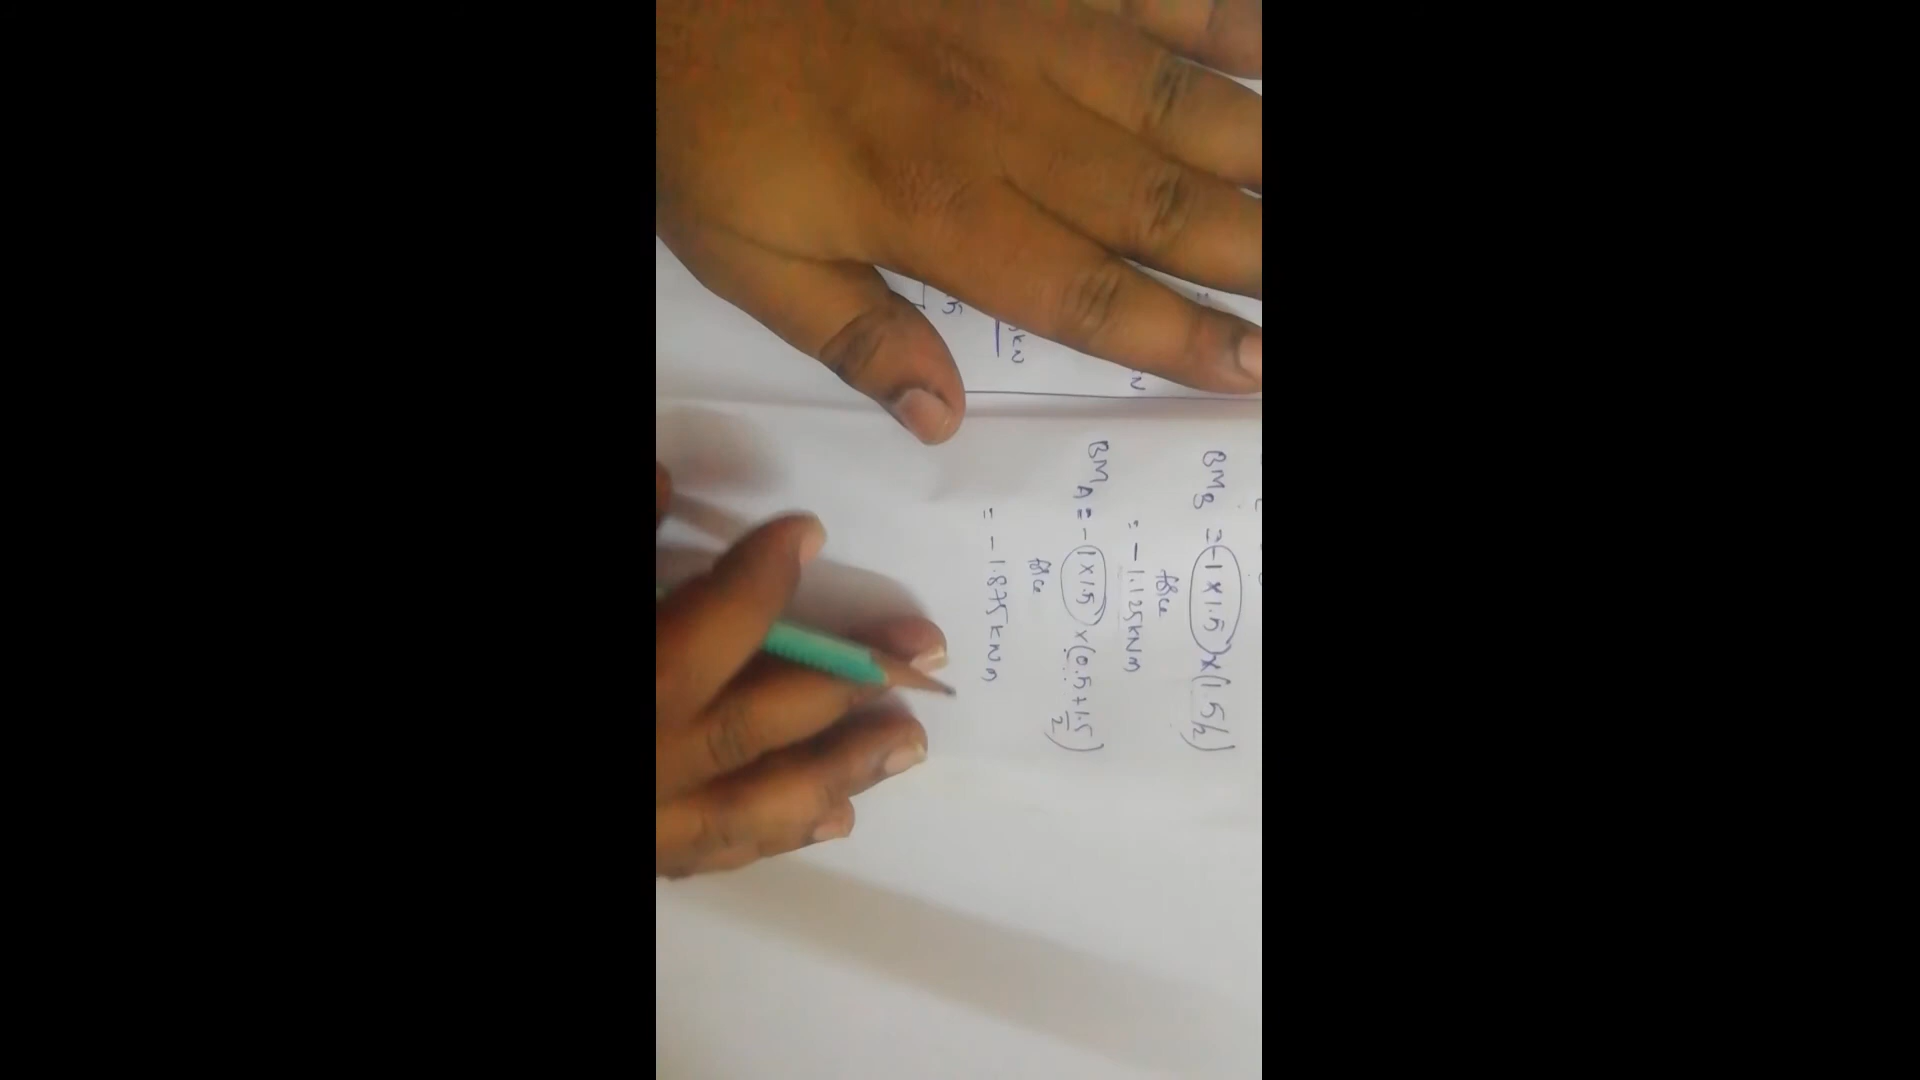 BM_B = -1 × 1.5) × (1.5/2)
force
= -1.125 kNm
BM_A = -1 × 1.5) × (0.5 + 1.5/2)
force
= -1.875 kNm
kN